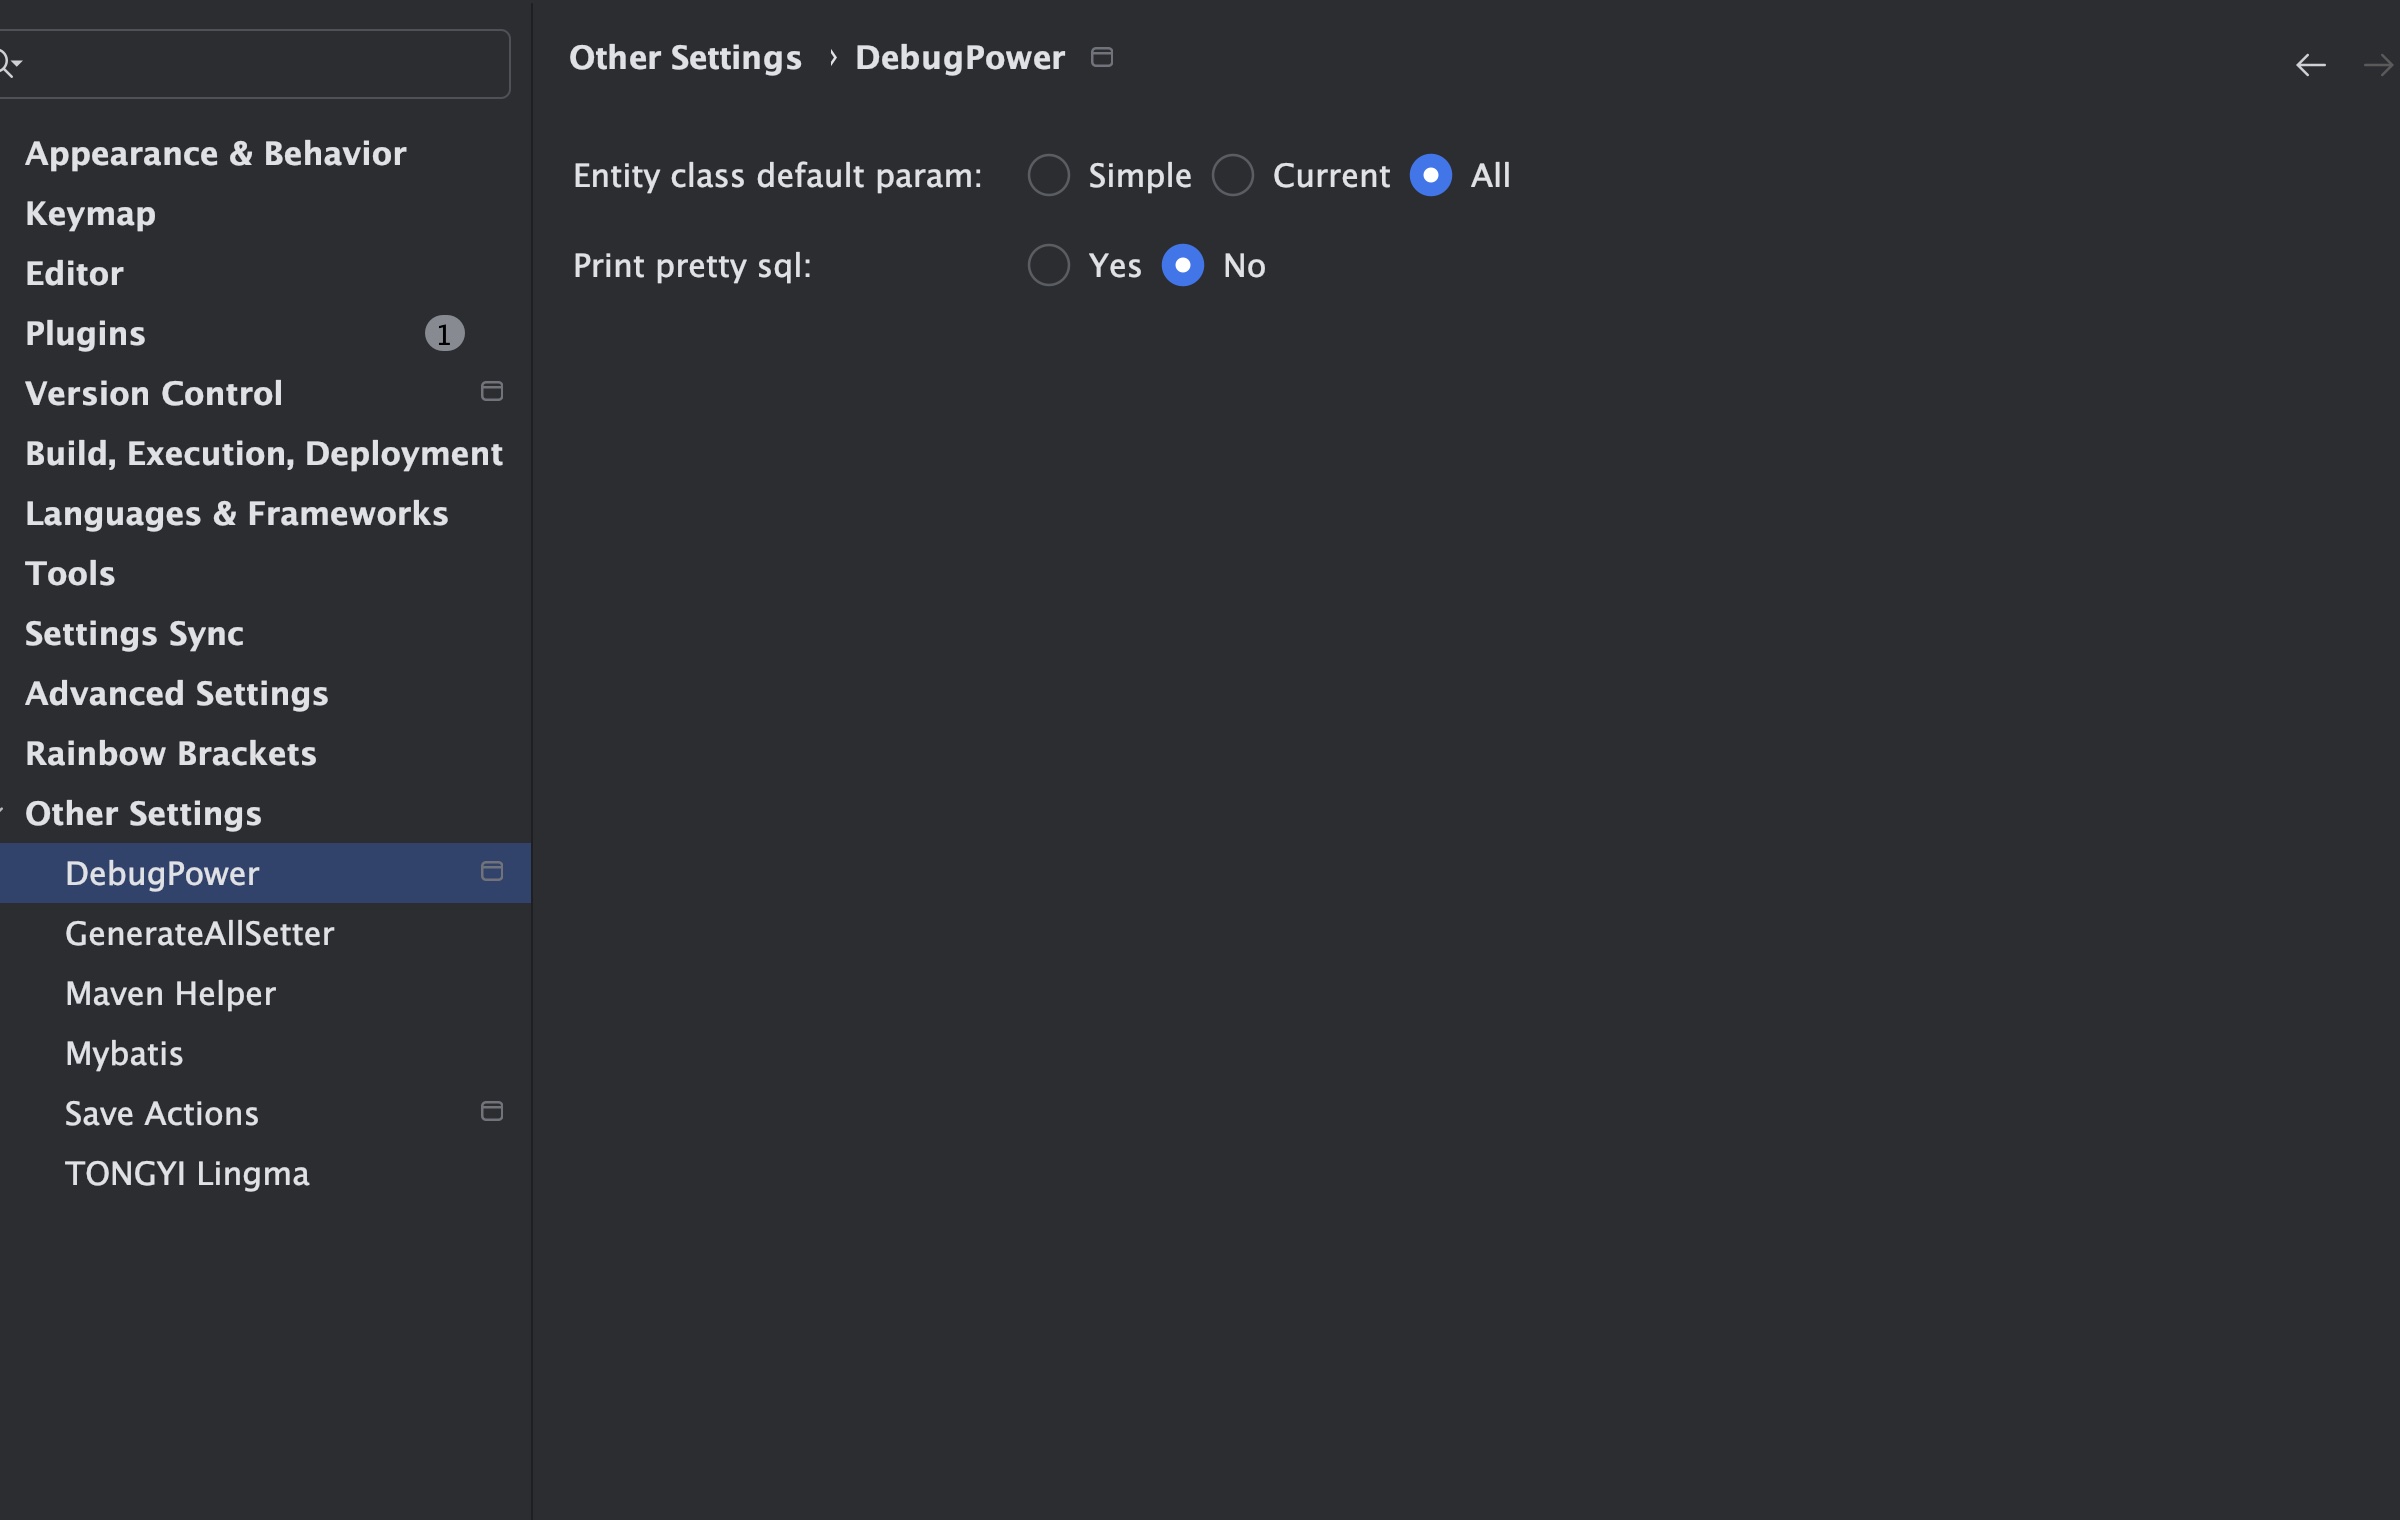 Appearance & Behavior
Keymap
Editor
Plugins 1
Version Control
Build, Execution, Deployment
Languages & Frameworks
Tools
Settings Sync
Advanced Settings
Rainbow Brackets
Other Settings
DebugPower
GenerateAllSetter
Maven Helper
Mybatis
Save Actions
TONGYI Lingma
Other Settings › DebugPower
Entity class default param: Simple Current All
Print pretty sql: Yes No